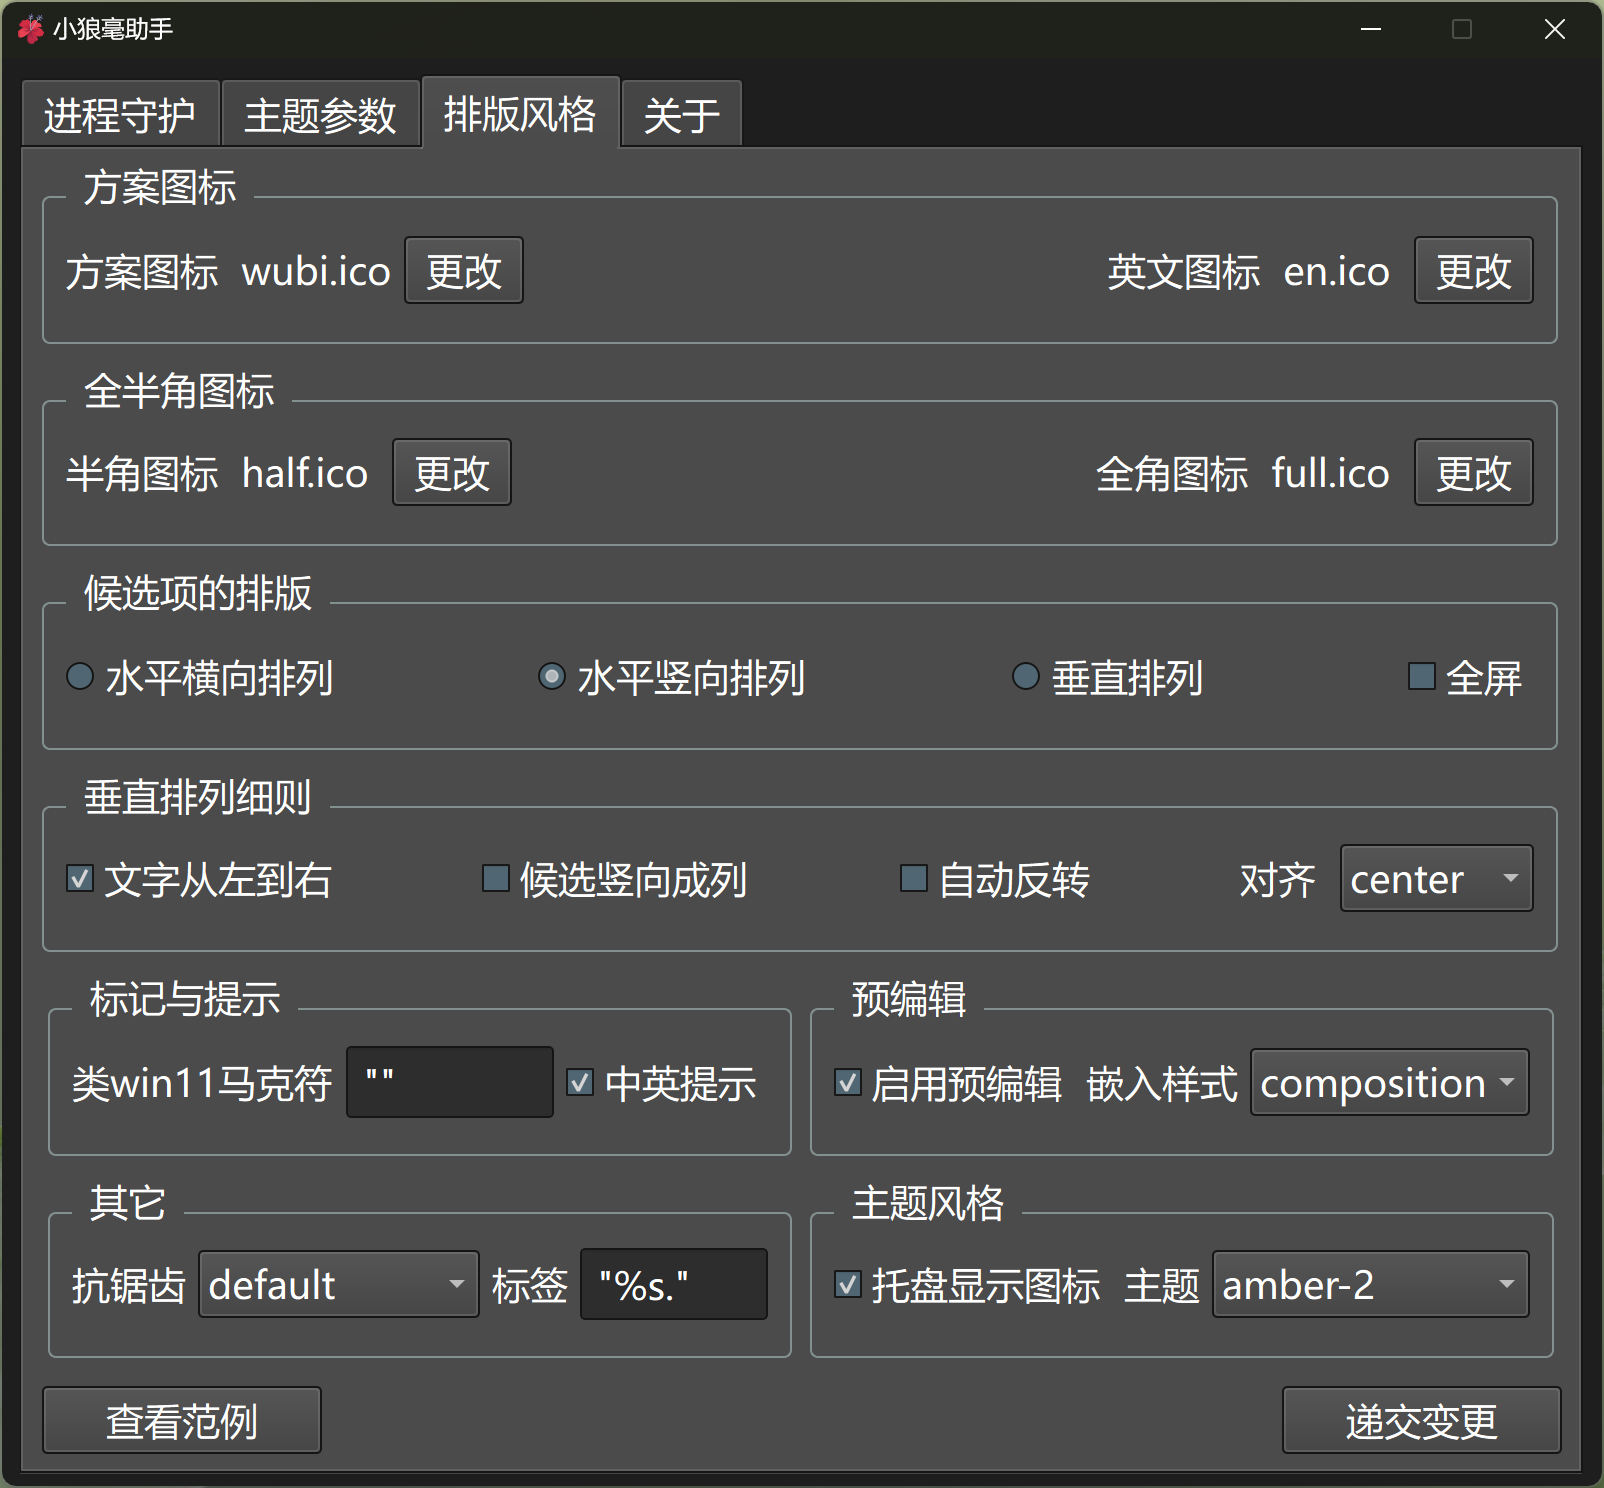 小狼毫助手
进程守护 主题参数 排版风格 关于
方案图标
方案图标 wubi.ico 更改 英文图标 en.ico 更改
全半角图标
半角图标 half.ico 更改 全角图标 full.ico 更改
候选项的排版
水平横向排列 水平竖向排列 垂直排列 全屏
垂直排列细则
文字从左到右 候选竖向成列 自动反转 对齐 center
标记与提示 预编辑
类win11马克符 "" 中英提示 启用预编辑 嵌入样式 composition
其它 主题风格
抗锯齿 default 标签 "%s." 托盘显示图标 主题 amber-2
查看范例 递交变更